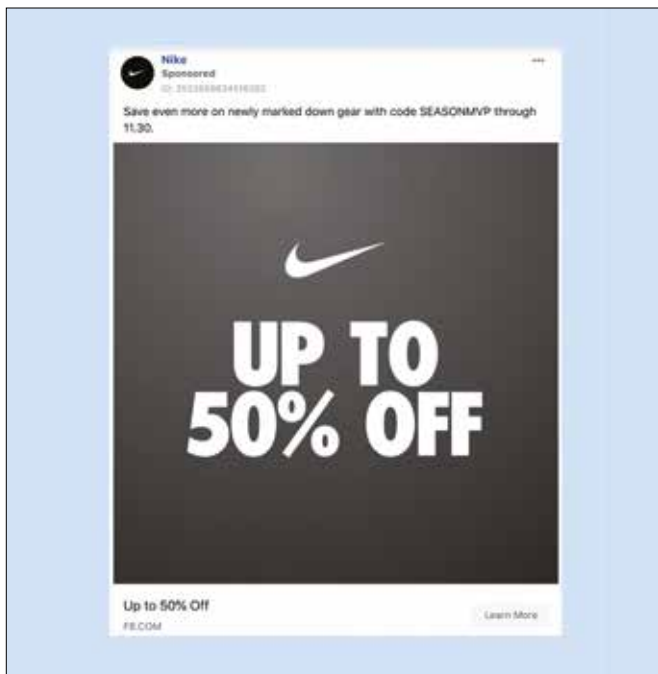 Nike
Sponsored
Save even more on newly marked down gear with code SEASONMVP through
11.30.
UP TO
50% OFF
Up to 50% Off
Learn More
FB.COM